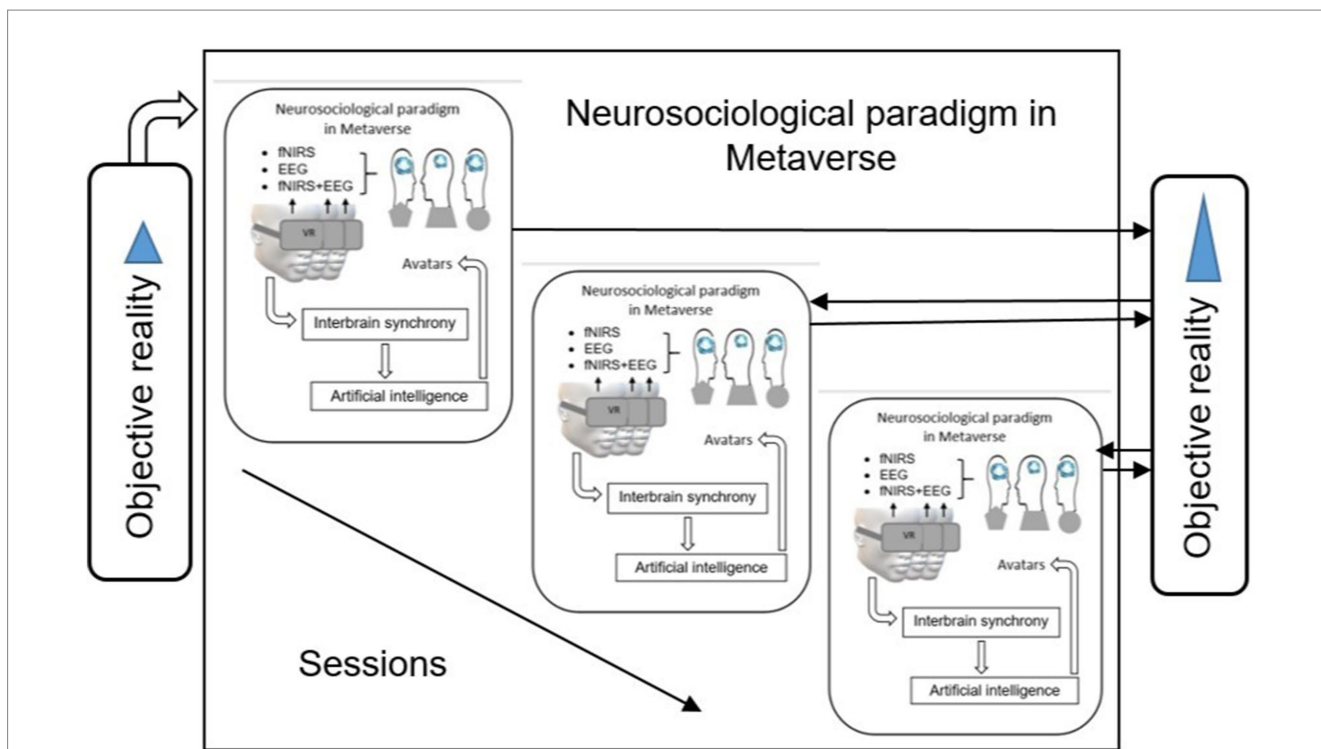 Objective reality
Neurosociological paradigm in
Metaverse
Neurosociological paradigm
in Metaverse
• fNIRS
• EEG
• fNIRS+EEG
VR
Avatars
Interbrain synchrony
Artificial intelligence
Neurosociological paradigm
in Metaverse
• fNIRS
• EEG
• fNIRS+EEG
VR
Avatars
Interbrain synchrony
Artificial intelligence
Neurosociological paradigm
in Metaverse
• fNIRS
• EEG
• fNIRS+EEG
VR
Avatars
Interbrain synchrony
Artificial intelligence
Sessions
Objective reality